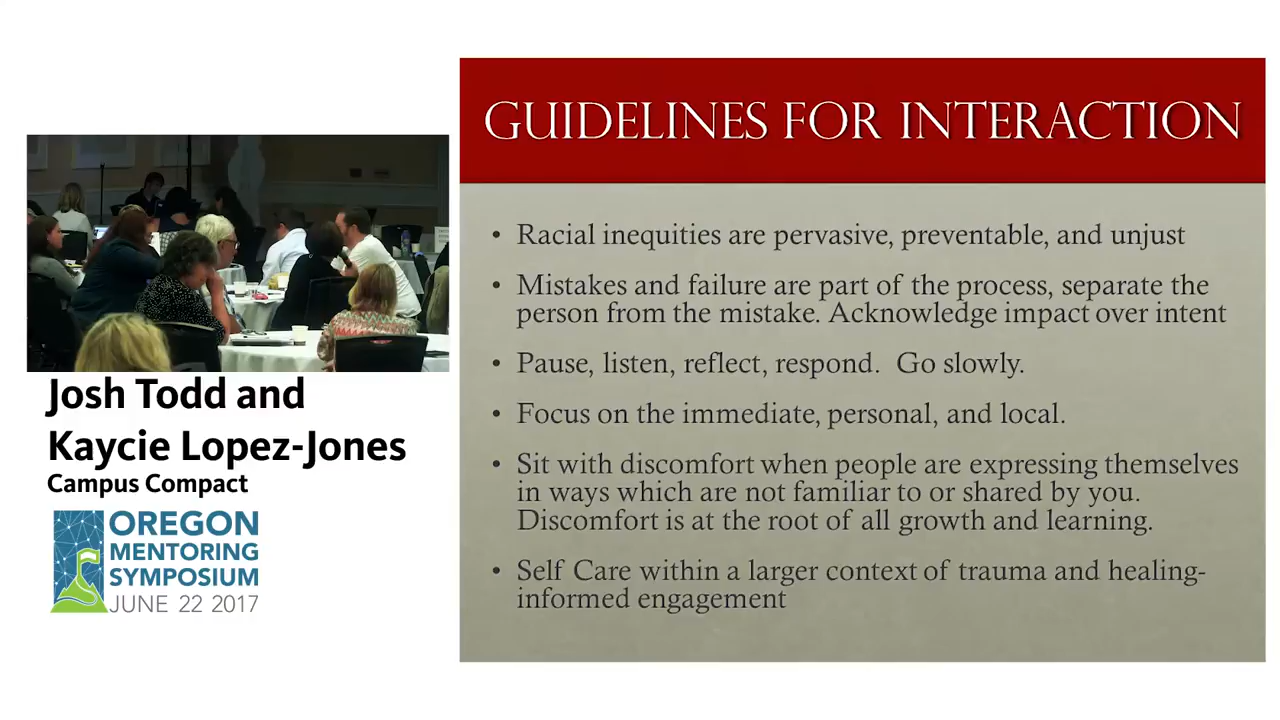 GUIDELINES FOR INTERACTION
• Racial inequities are pervasive, preventable, and unjust
• Mistakes and failure are part of the process, separate the
person from the mistake. Acknowledge impact over intent
• Pause, listen, reflect, respond.  Go slowly.
• Focus on the immediate, personal, and local.
• Sit with discomfort when people are expressing themselves
in ways which are not familiar to or shared by you.
Discomfort is at the root of all growth and learning.
• Self Care within a larger context of trauma and healing-
informed engagement
Josh Todd and
Kaycie Lopez-Jones
Campus Compact
OREGON
MENTORING
SYMPOSIUM
JUNE 22 2017